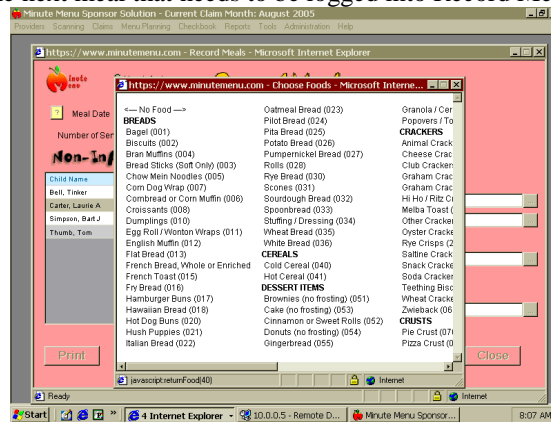 Minute Menu Sponsor Solution - Current Claim Month: August 2005
Providers Scanning Claims Menu Planning Checkbook Reports Tools Administration Help
https://www.minutemenu.com - Record Meals - Microsoft Internet Explorer
Minute Menu
Meal Date
Number of Ser
Non-In
Child Name
Bell, Tinker
Carter, Laurie A
Simpson, Bart J
Thumb, Tom
Print
Close
https://www.minutemenu.com - Choose Foods - Microsoft Interne...
<--- No Food --->
BREADS
Bagel (001)
Biscuits (002)
Bran Muffins (004)
Bread Sticks (Soft Only) (003)
Chow Mein Noodles (005)
Corn Dog Wrap (007)
Cornbread or Corn Muffin (006)
Croissants (008)
Dumplings (010)
Egg Roll / Wonton Wraps (011)
English Muffin (012)
Flat Bread (013)
French Bread, Whole or Enriched
French Toast (015)
Fry Bread (016)
Hamburger Buns (017)
Hawaiian Bread (018)
Hot Dog Buns (020)
Hush Puppies (021)
Italian Bread (022)
Oatmeal Bread (023)
Pilot Bread (024)
Pita Bread (025)
Potato Bread (026)
Pumpernickel Bread (027)
Rolls (028)
Rye Bread (030)
Scones (031)
Sourdough Bread (032)
Spoonbread (033)
Stuffing / Dressing (034)
Wheat Bread (035)
White Bread (036)
CEREALS
Cold Cereal (040)
Hot Cereal (041)
DESSERT ITEMS
Brownies (no frosting) (051)
Cake (no frosting) (053)
Cinnamon or Sweet Rolls (052)
Donuts (no frosting) (054)
Gingerbread (055)
Granola / Cer
Popovers / To
CRACKERS
Animal Crack
Cheese Crac
Club Cracker
Graham Crac
Graham Crac
Hi Ho / Ritz Cr
Melba Toast (
Other Cracker
Oyster Cracke
Rye Crisps (2
Saltine Crack
Snack Cracke
Soda Cracker
Teething Bisc
Wheat Cracke
Zwieback (06
CRUSTS
Pie Crust (07
Pizza Crust (0
javascript:returnFood(40)
Internet
Ready
Internet
Start
4 Internet Explorer
10.0.0.5 - Remote D...
Minute Menu Sponsor...
8:07 AM